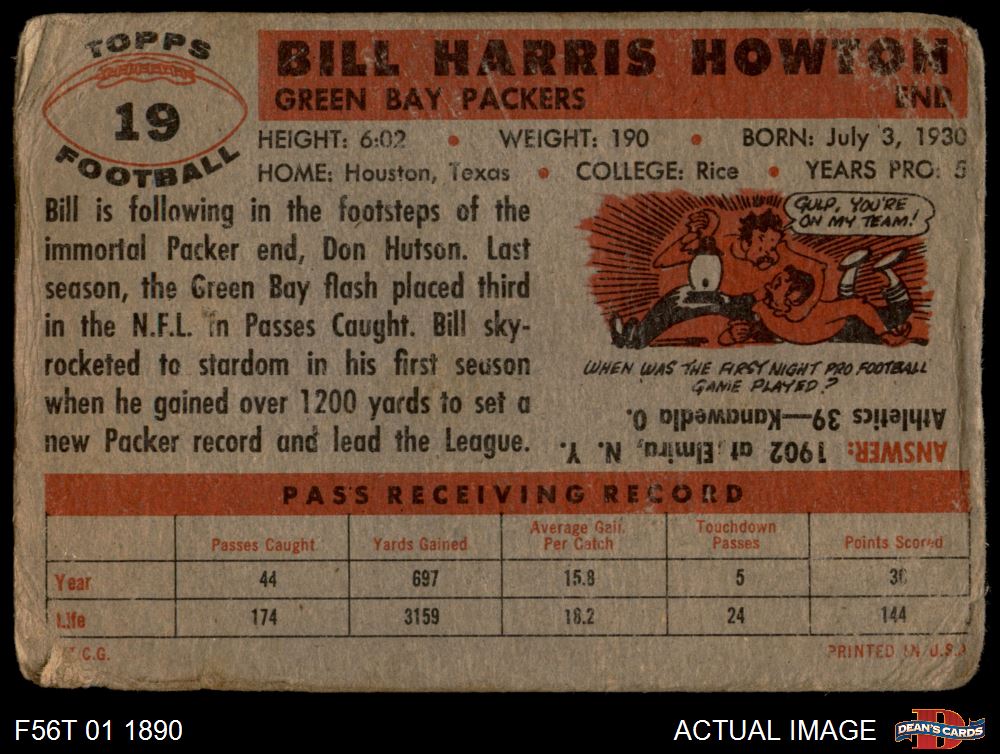 TOPPS
19
FOOTBALL
BILL HARRIS HOWTON
GREEN BAY PACKERS END
HEIGHT: 6:02 • WEIGHT: 190 • BORN: July 3, 1930
HOME: Houston, Texas • COLLEGE: Rice • YEARS PRO: 5
Bill is following in the footsteps of the
immortal Packer end, Don Hutson. Last
season, the Green Bay flash placed third
in the N.F.L. in Passes Caught. Bill sky-
rocketed to stardom in his first season
when he gained over 1200 yards to set a
new Packer record and lead the League.
GULP, YOU'RE
ON MY TEAM!
WHEN WAS THE FIRST NIGHT PRO FOOTBALL
GAME PLAYED?
ANSWER: 1902 at Elmira, N. Y.
Athletics 39—Kanaweola 0.
PASS RECEIVING RECORD
Passes Caught Yards Gained Average Gain Per Catch Touchdown Passes Points Scored
Year 44 697 15.8 5 30
Life 174 3159 18.2 24 144
T.C.G. PRINTED IN U.S.A
F56T 01 1890 ACTUAL IMAGE D DEAN'S CARDS